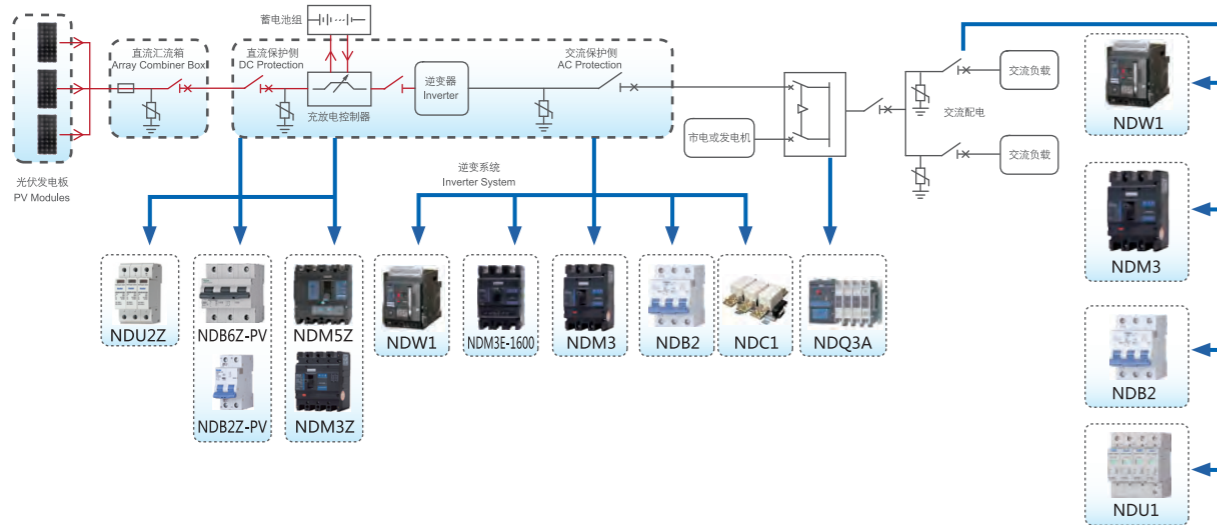 蓄电池组
直流汇流箱
Array Combiner Box
直流保护侧
DC Protection
交流保护侧
AC Protection
逆变器
Inverter
充放电控制器
市电或发电机
交流负载
交流配电
交流负载
光伏发电板
PV Modules
逆变系统
Inverter System
NDU2Z
NDB6Z-PV
NDM5Z
NDW1
NDM3E-1600
NDM3
NDB2
NDC1
NDQ3A
NDB2Z-PV
NDM3Z
NDW1
NDM3
NDB2
NDU1